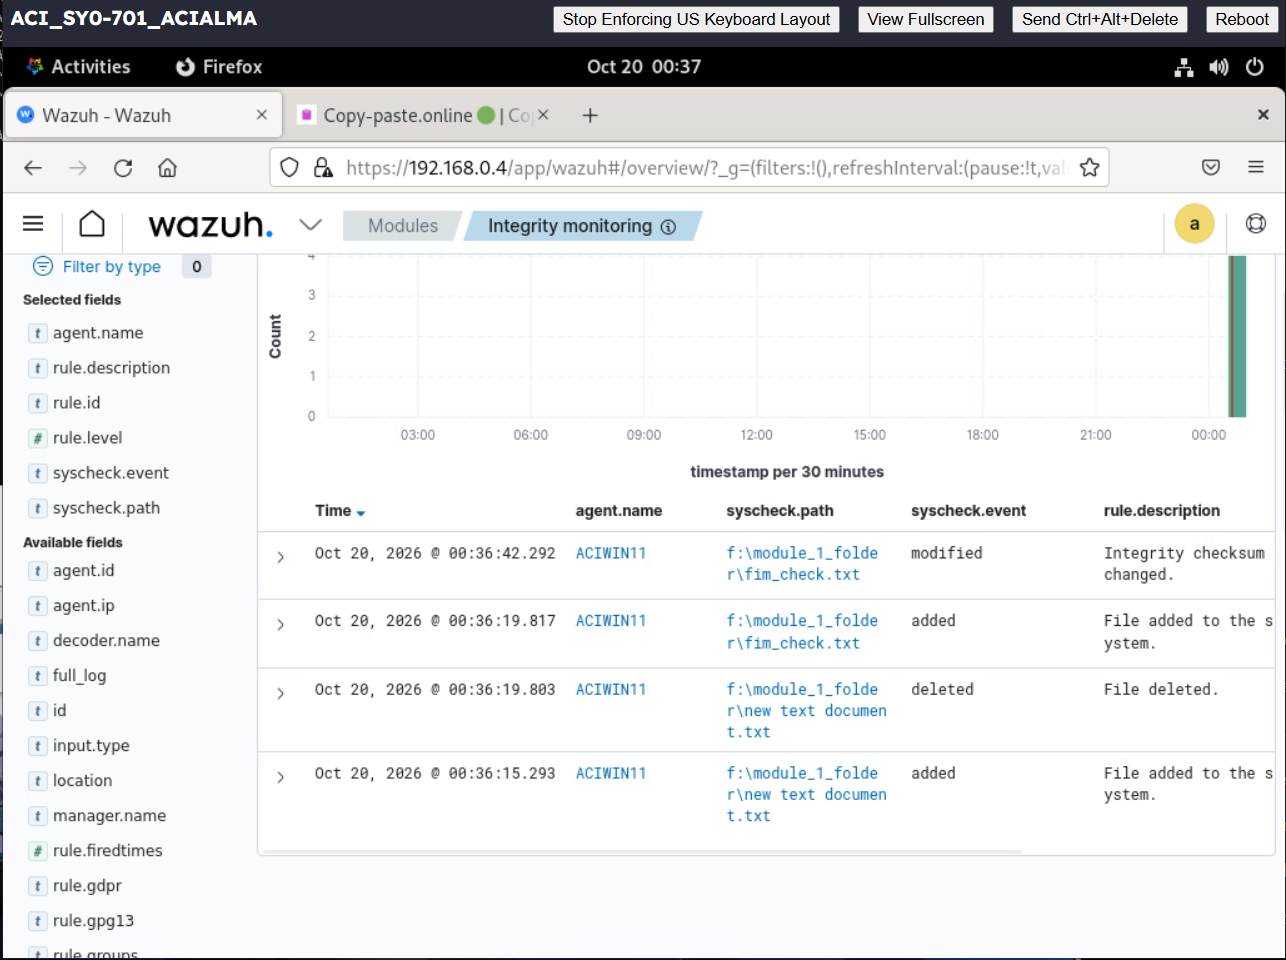 ACI_SY0-701_ACIALMA
Stop Enforcing US Keyboard Layout
View Fullscreen
Send Ctrl+Alt+Delete
Reboot
Activities
Firefox
Oct 20 00:37
Wazuh - Wazuh
Copy-paste.online | Co
https://192.168.0.4/app/wazuh#/overview/?_g=(filters:!(),refreshInterval:(pause:!t,val
wazuh.
Modules
Integrity monitoring
a
Filter by type
0
Selected fields
t agent.name
t rule.description
t rule.id
# rule.level
t syscheck.event
t syscheck.path
Available fields
t agent.id
t agent.ip
t decoder.name
t full_log
t id
t input.type
t location
t manager.name
# rule.firedtimes
t rule.gdpr
t rule.gpg13
t rule.groups
Count
4
3
2
1
0
03:00 06:00 09:00 12:00 15:00 18:00 21:00 00:00
timestamp per 30 minutes
Time agent.name syscheck.path syscheck.event rule.description
Oct 20, 2026 @ 00:36:42.292 ACIWIN11 f:\module_1_folde modified Integrity checksum
r\fim_check.txt changed.
Oct 20, 2026 @ 00:36:19.817 ACIWIN11 f:\module_1_folde added File added to the s
r\fim_check.txt ystem.
Oct 20, 2026 @ 00:36:19.803 ACIWIN11 f:\module_1_folde deleted File deleted.
r\new text documen
t.txt
Oct 20, 2026 @ 00:36:15.293 ACIWIN11 f:\module_1_folde added File added to the s
r\new text documen ystem.
t.txt